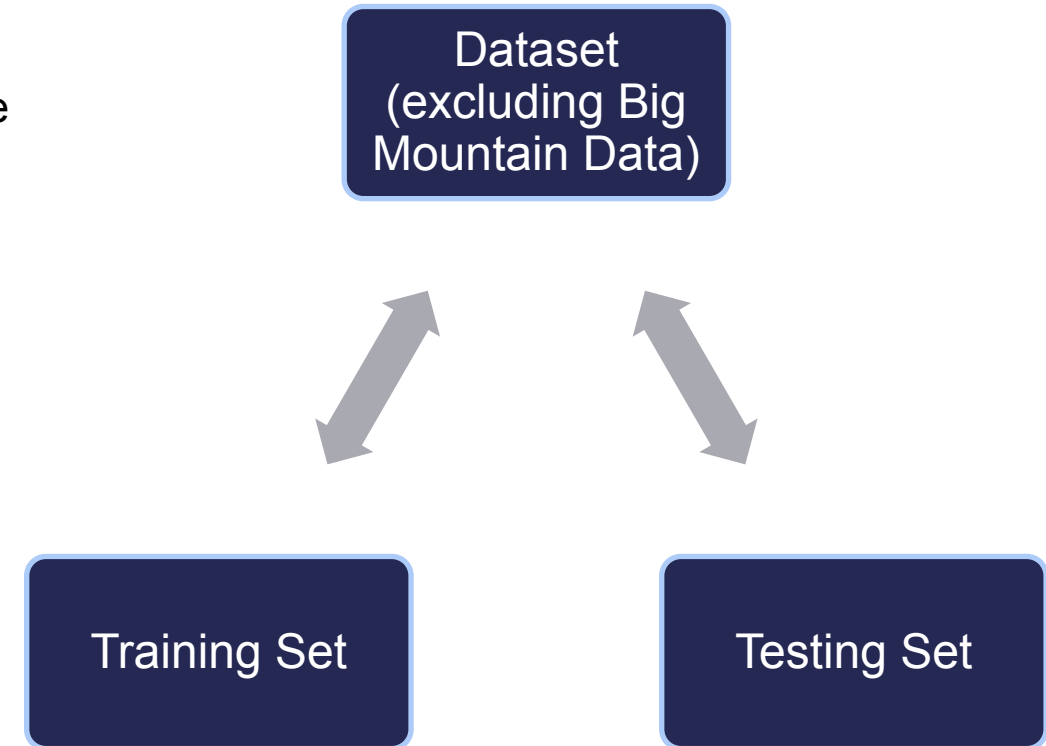 e
Dataset
(excluding Big
Mountain Data)
Training Set
Testing Set